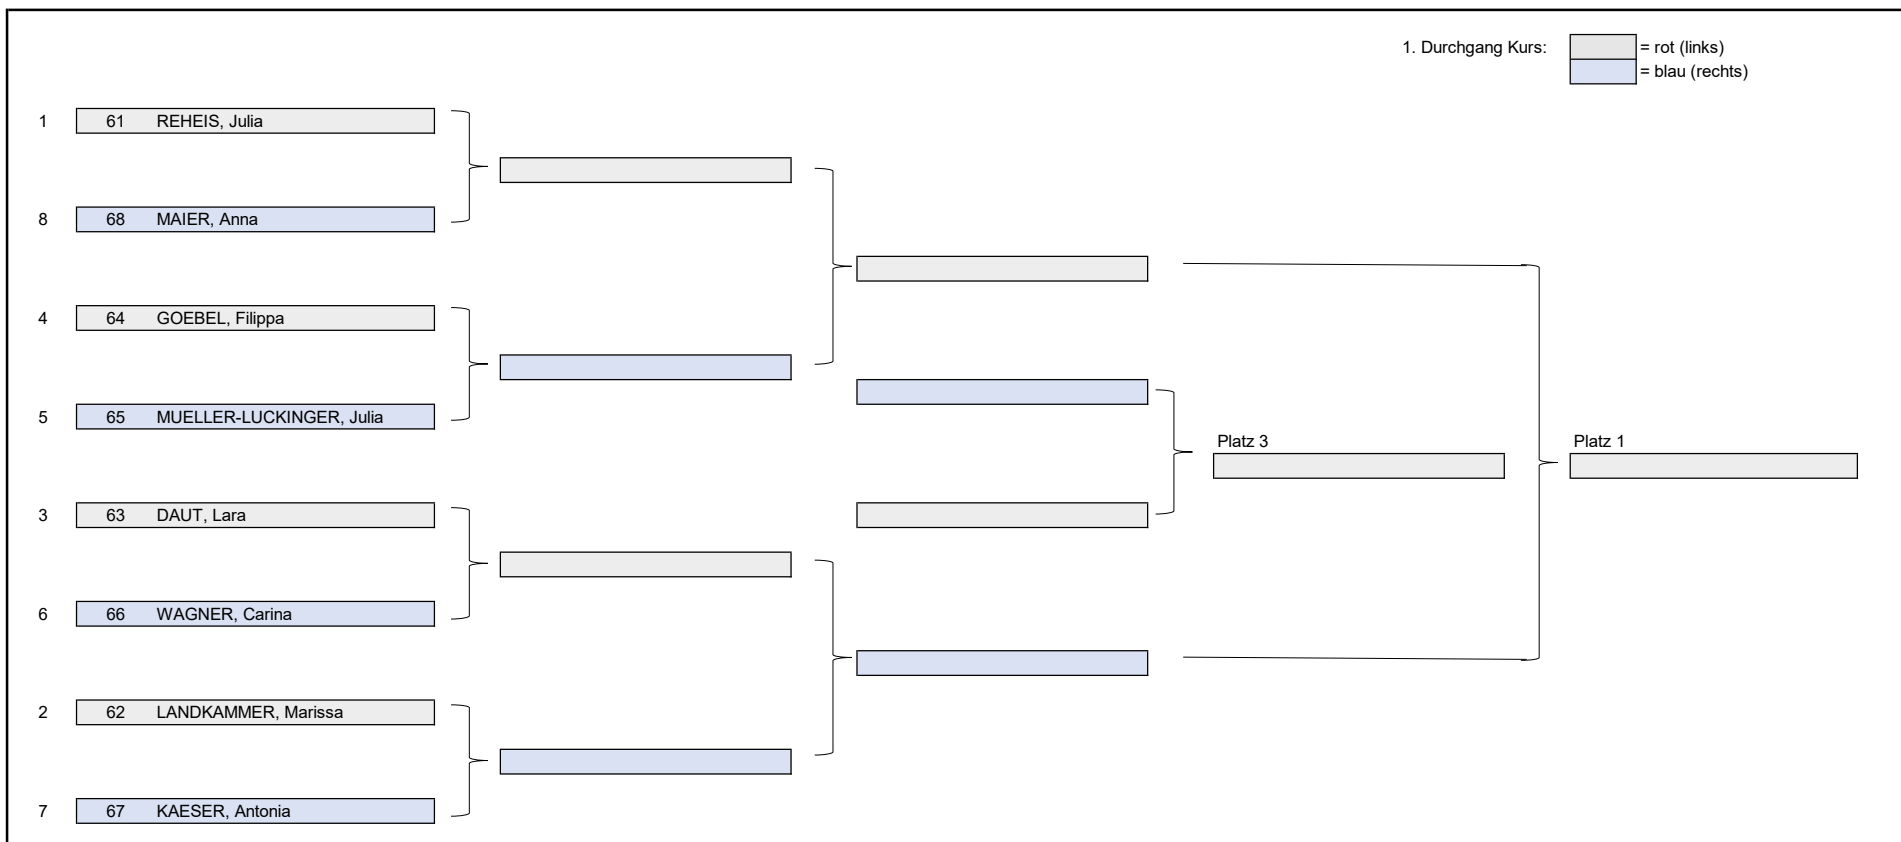 1. Durchgang Kurs: = rot (links)
= blau (rechts)
1 61 REHEIS, Julia
8 68 MAIER, Anna
4 64 GOEBEL, Filippa
5 65 MUELLER-LUCKINGER, Julia
Platz 3 Platz 1
3 63 DAUT, Lara
6 66 WAGNER, Carina
2 62 LANDKAMMER, Marissa
7 67 KAESER, Antonia